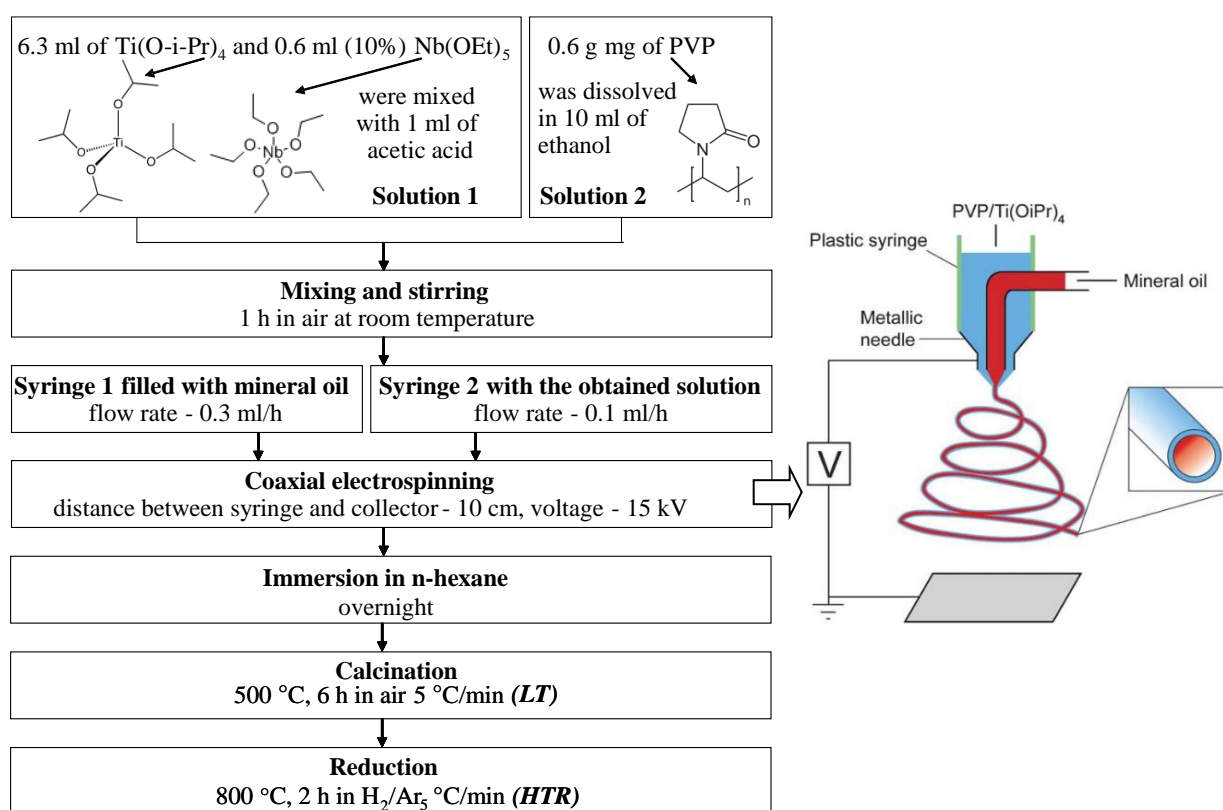 6.3 ml of Ti(O-i-Pr)₄ and 0.6 ml (10%) Nb(OEt)₅
O
O
Ti
O
O
O
O
Nb
O
O
O
were mixed
with 1 ml of
acetic acid
Solution 1
0.6 g mg of PVP
was dissolved
in 10 ml of
ethanol
Solution 2
O
N
n
Mixing and stirring
1 h in air at room temperature
Syringe 1 filled with mineral oil
flow rate - 0.3 ml/h
Syringe 2 with the obtained solution
flow rate - 0.1 ml/h
Coaxial electrospinning
distance between syringe and collector - 10 cm, voltage - 15 kV
Immersion in n-hexane
overnight
Calcination
500 °C, 6 h in air 5 °C/min (LT)
Reduction
800 °C, 2 h in H₂/Ar₅ °C/min (HTR)
PVP/Ti(OiPr)₄
Plastic syringe
Mineral oil
Metallic
needle
V